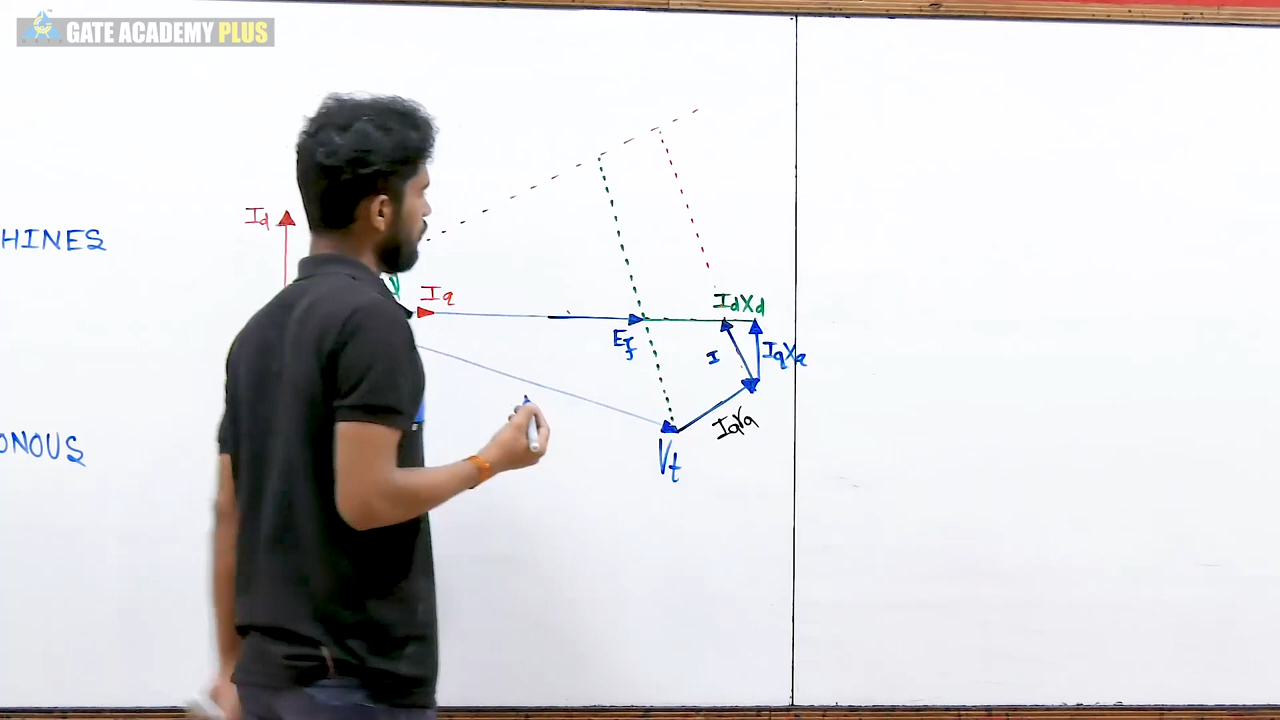 GATE ACADEMY PLUS
Id
HINES
Iq
IdXd
Ef
I
IqXq
Iara
ONOUS
Vt